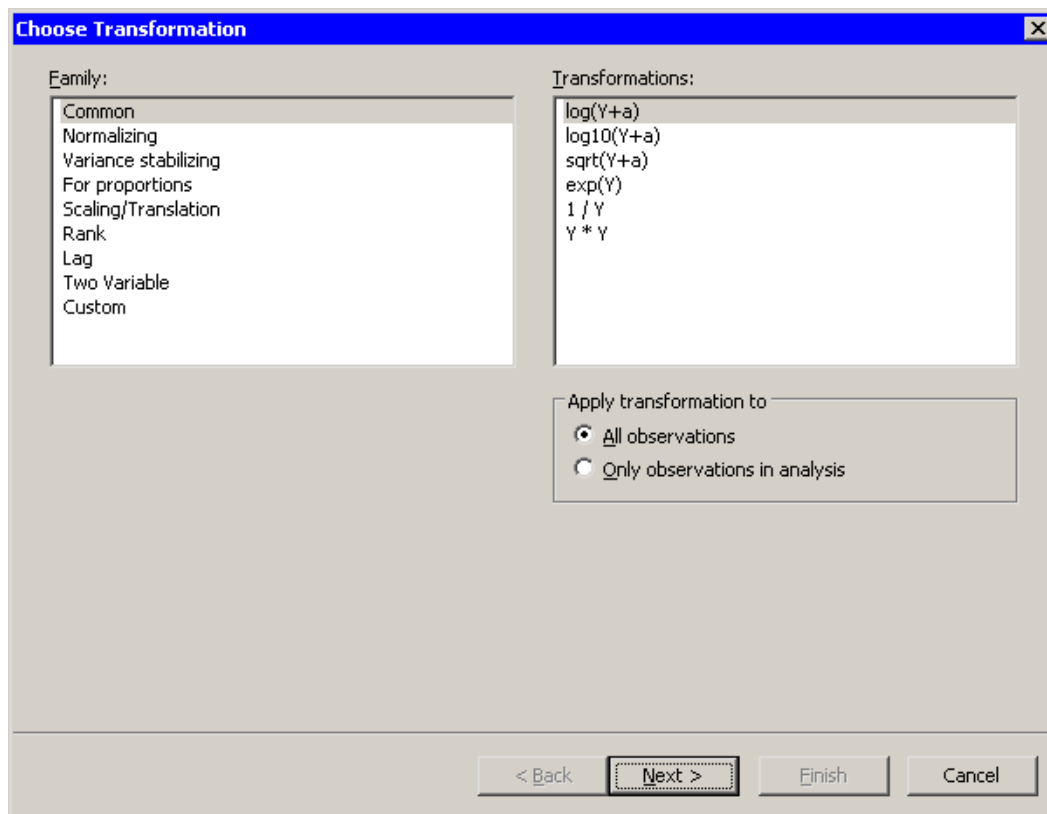 Choose Transformation
Family:
Common
Normalizing
Variance stabilizing
For proportions
Scaling/Translation
Rank
Lag
Two Variable
Custom
Transformations:
log(Y+a)
log10(Y+a)
sqrt(Y+a)
exp(Y)
1 / Y
Y * Y
Apply transformation to
All observations
Only observations in analysis
< Back
Next >
Finish
Cancel